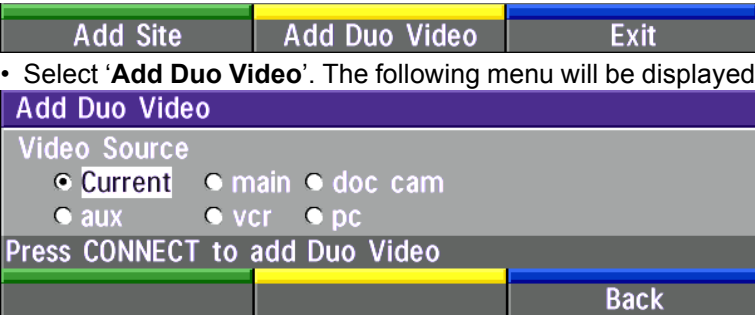 Add Site Add Duo Video Exit
• Select ‘Add Duo Video’. The following menu will be displayed
Add Duo Video
Video Source
Current main doc cam
aux vcr pc
Press CONNECT to add Duo Video
Back